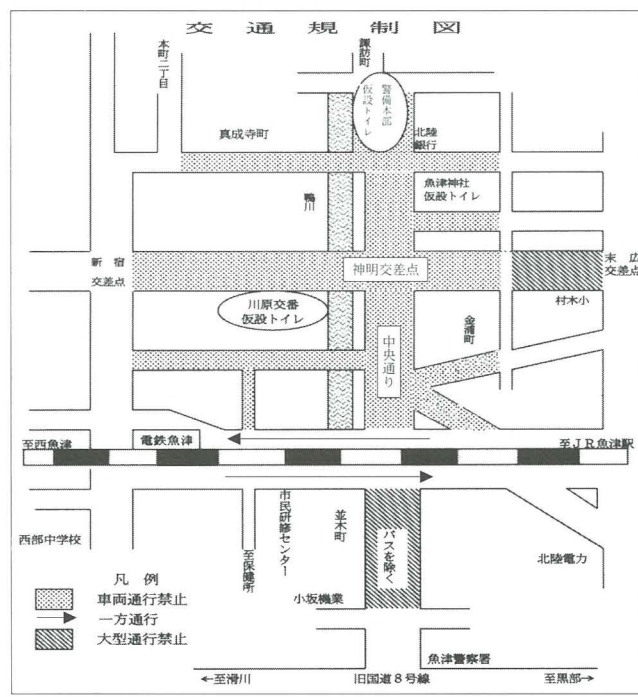 交通規制図
本町二丁目
諏訪町
警備本部
仮設トイレ
真成寺町
北陸
銀行
鴨川
魚津神社
仮設トイレ
新宿
交差点
神明交差点
末広
交差点
川原交番
仮設トイレ
村木小
金浦町
中央通り
至西魚津
電鉄魚津
至JR魚津駅
市民研修センター
並木町
バスを除く
西部中学校
至保健所
北陸電力
凡例
車両通行禁止
一方通行
大型通行禁止
小坂機業
魚津警察署
←至滑川
旧国道8号線
至黒部→